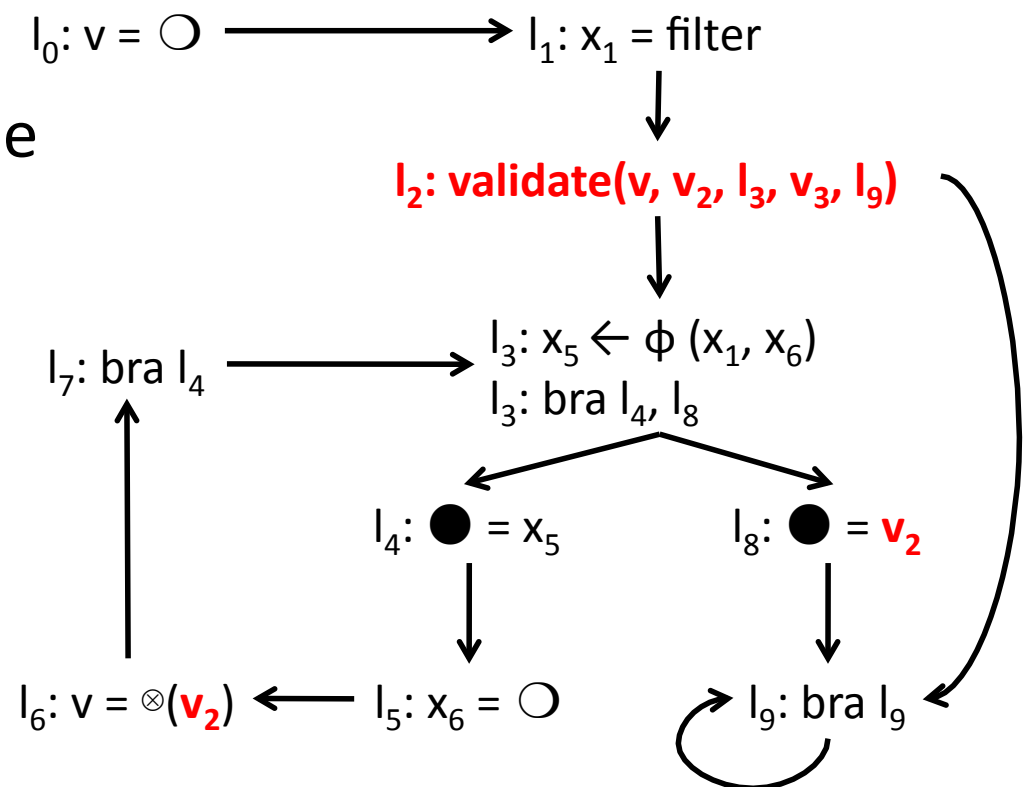 l₀: v = ❍
l₁: x₁ = filter
e
l₂: validate(v, v₂, l₃, v₃, l₉)
l₃: x₅ ← ϕ (x₁, x₆)
l₇: bra l₄
l₃: bra l₄, l₈
l₄: ● = x₅
l₈: ● = v₂
l₆: v = ⊗(v₂)
l₅: x₆ = ❍
l₉: bra l₉